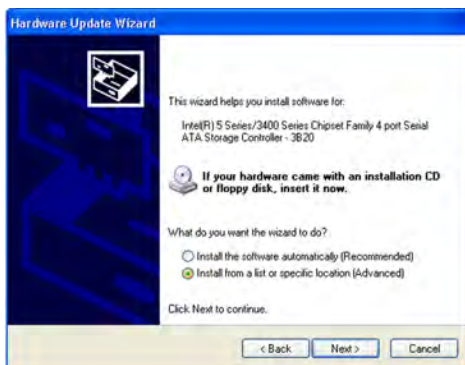 Hardware Update Wizard
This wizard helps you install software for:
Intel(R) 5 Series/3400 Series Chipset Family 4 port Serial
ATA Storage Controller - 3B20
If your hardware came with an installation CD
or floppy disk, insert it now.
What do you want the wizard to do?
Install the software automatically (Recommended)
Install from a list or specific location (Advanced)
Click Next to continue.
< Back
Next >
Cancel